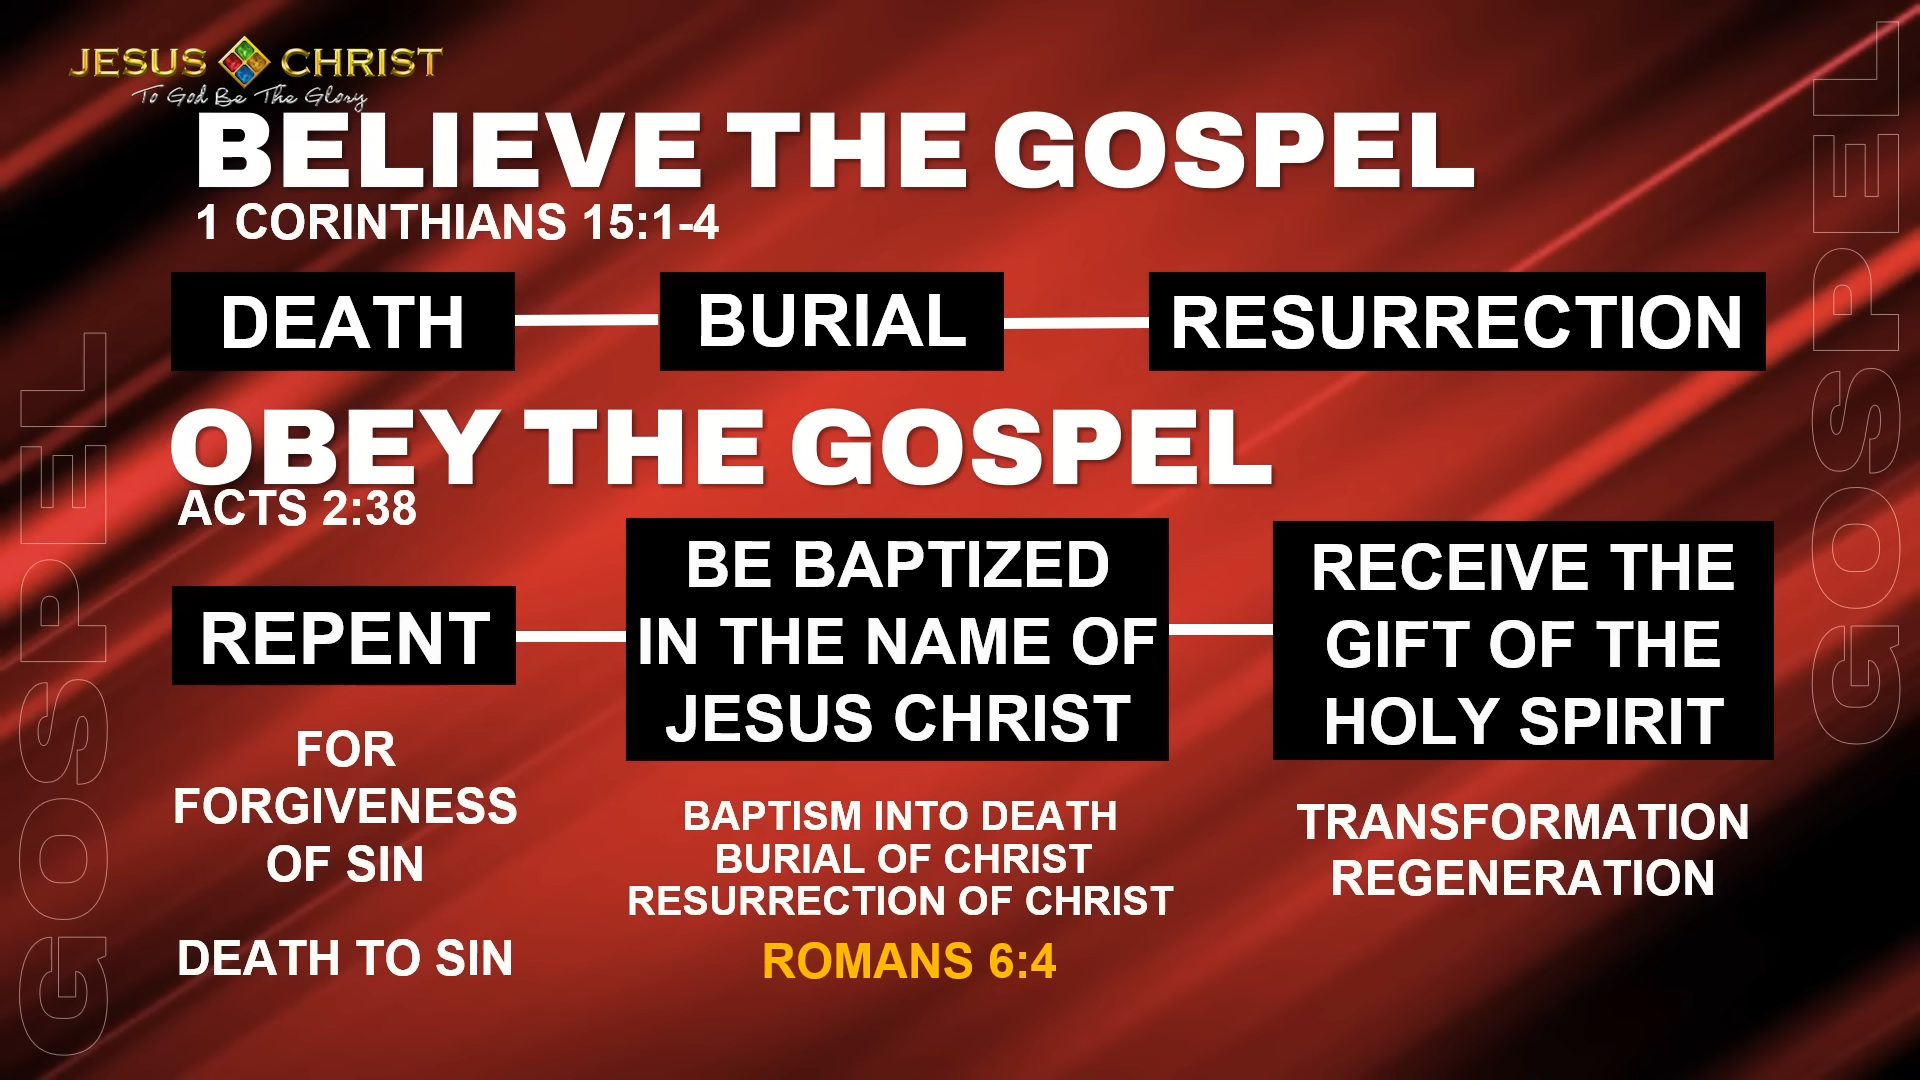 JESUS CHRIST
To God Be The Glory
BELIEVE THE GOSPEL
1 CORINTHIANS 15:1-4
DEATH
BURIAL
RESURRECTION
OBEY THE GOSPEL
ACTS 2:38
REPENT
BE BAPTIZED
IN THE NAME OF
JESUS CHRIST
RECEIVE THE
GIFT OF THE
HOLY SPIRIT
FOR
FORGIVENESS
OF SIN
DEATH TO SIN
BAPTISM INTO DEATH
BURIAL OF CHRIST
RESURRECTION OF CHRIST
ROMANS 6:4
TRANSFORMATION
REGENERATION
GOSPEL
GOSPEL